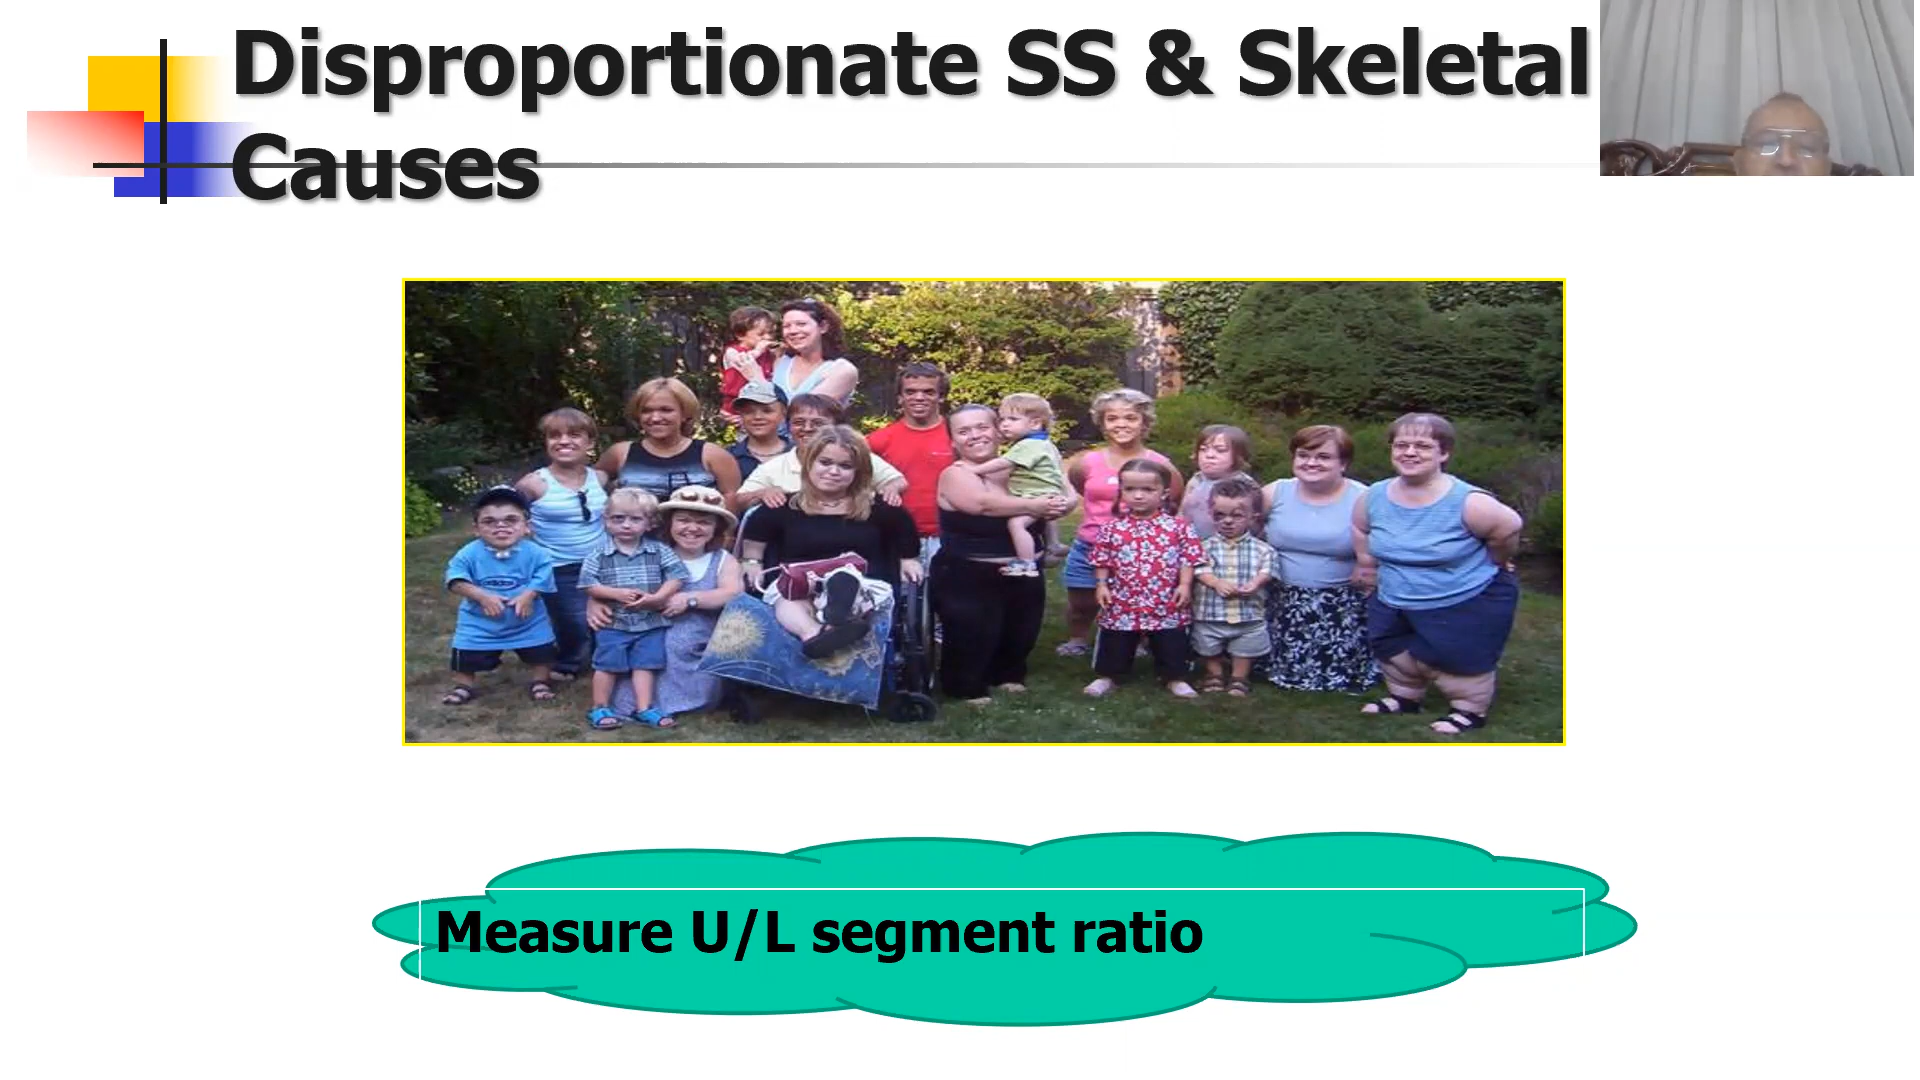 Disproportionate SS & Skeletal
Causes
Measure U/L segment ratio